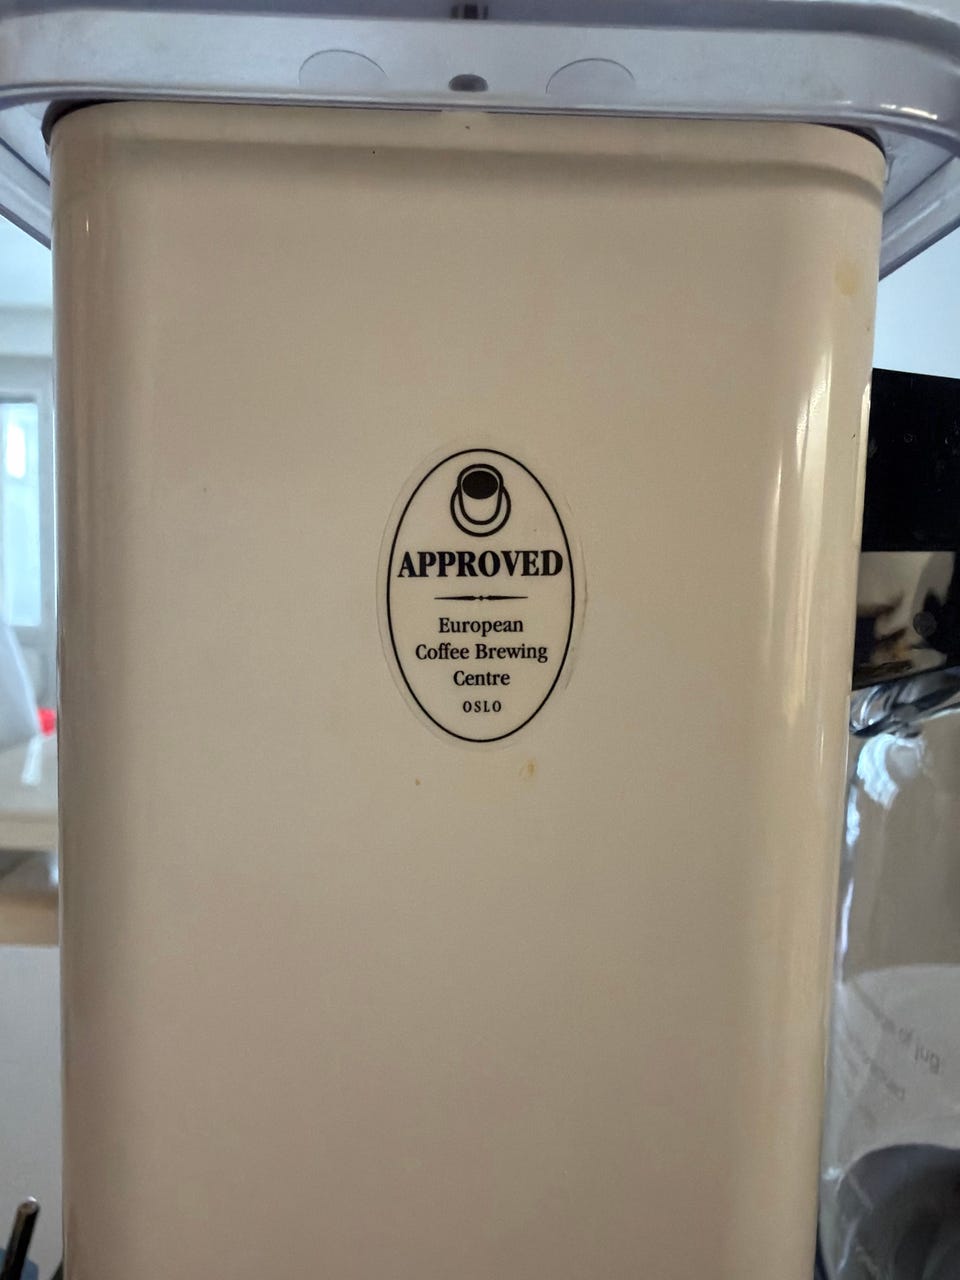 APPROVED
European
Coffee Brewing
Centre
OSLO